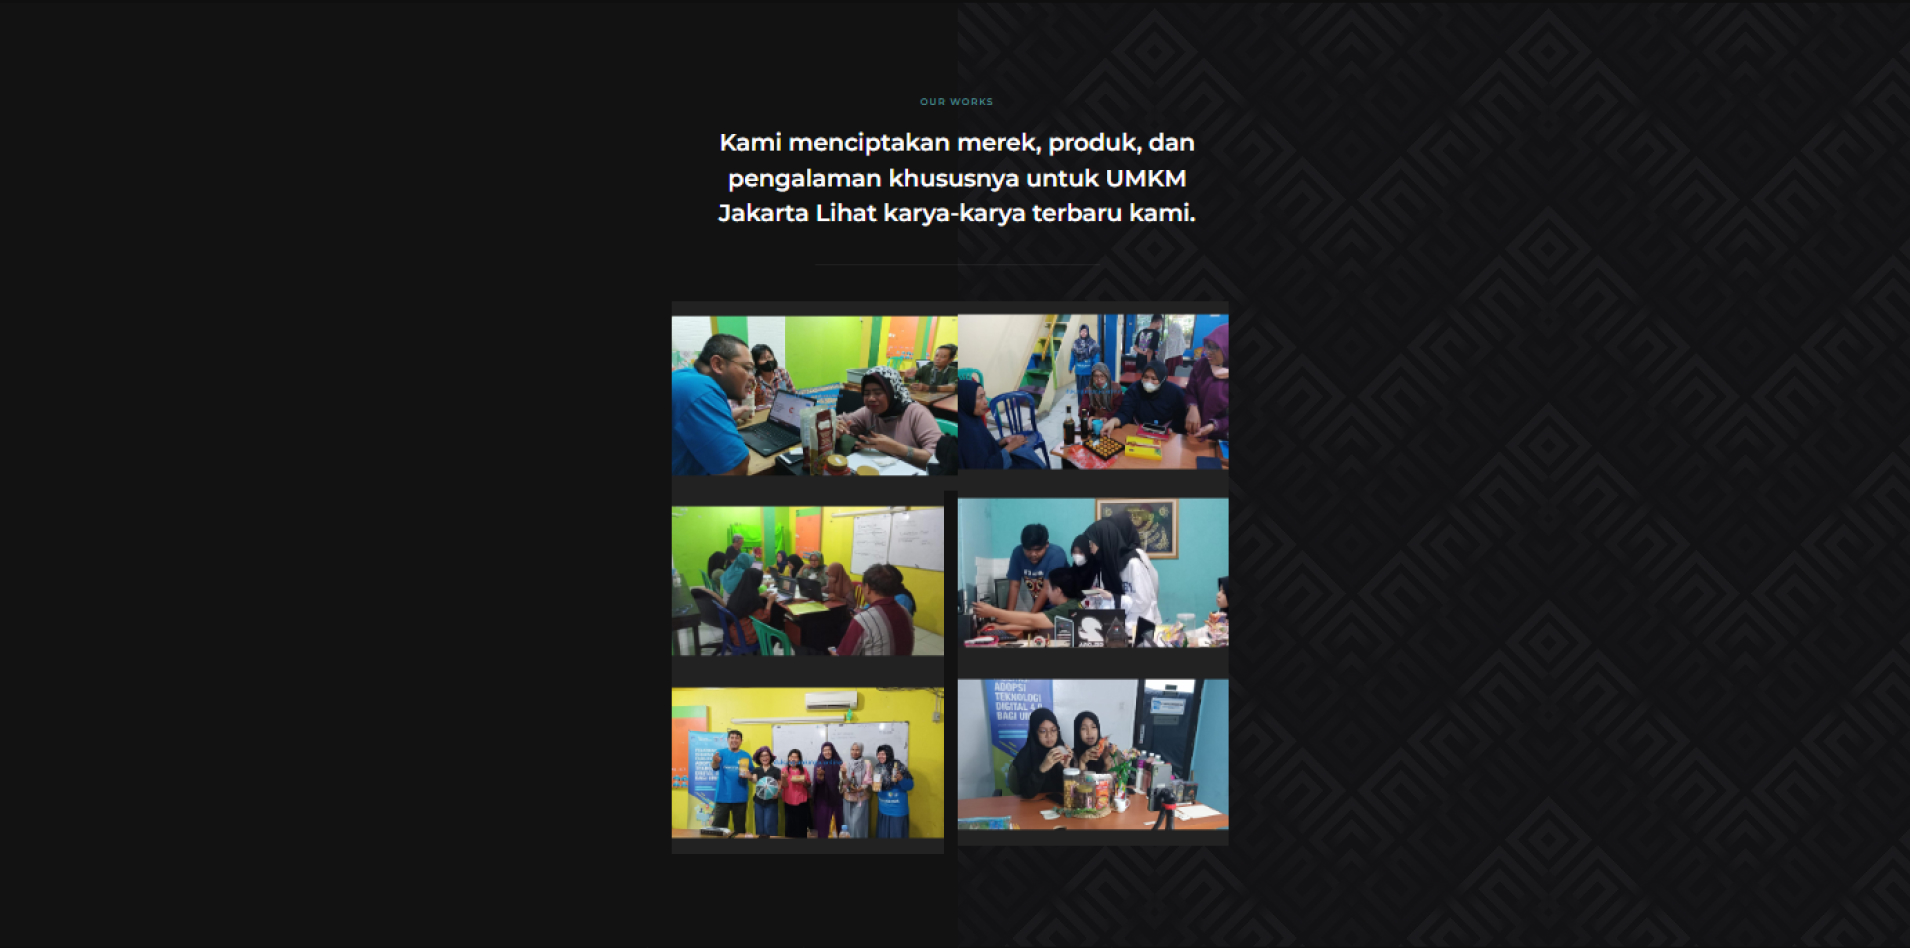 OUR WORKS
Kami menciptakan merek, produk, dan
pengalaman khususnya untuk UMKM
Jakarta Lihat karya-karya terbaru kami.
ADOPSI
TEKNOLOGI
DIGITAL 4.0
BAGI